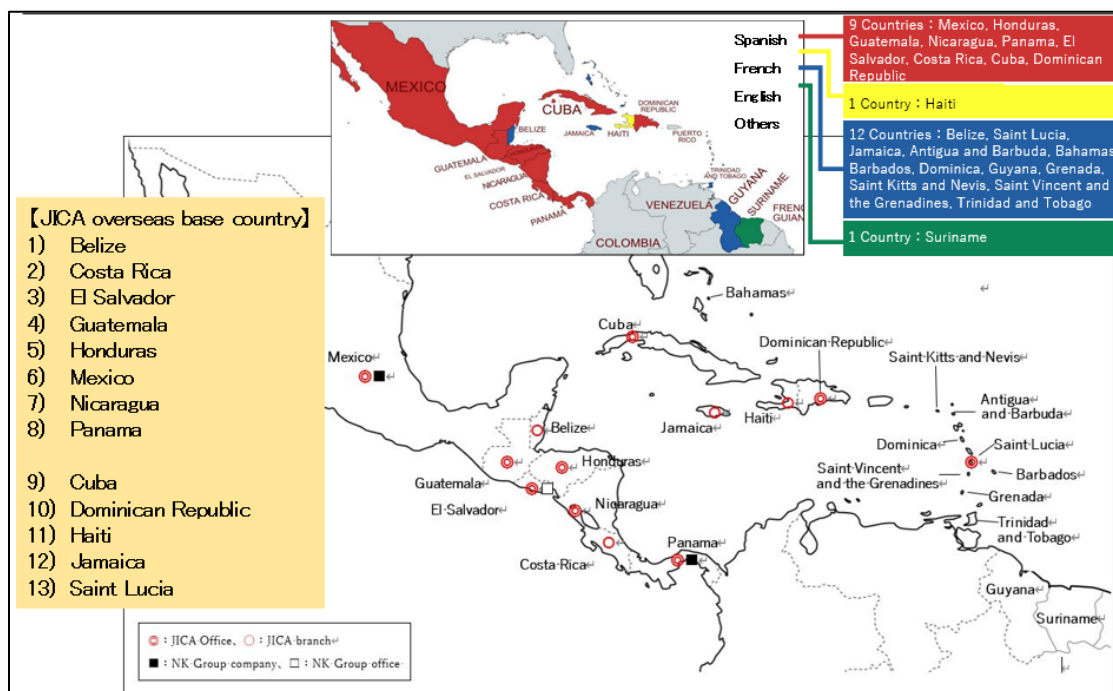 Spanish
French
English
Others
9 Countries：Mexico, Honduras,
Guatemala, Nicaragua, Panama, El
Salvador, Costa Rica, Cuba, Dominican
Republic
1 Country：Haiti
12 Countries：Belize, Saint Lucia,
Jamaica, Antigua and Barbuda, Bahamas
Barbados, Dominica, Guyana, Grenada,
Saint Kitts and Nevis, Saint Vincent and
the Grenadines, Trinidad and Tobago
1 Country：Suriname
MEXICO
CUBA
DOMINICAN
REPUBLIC
BELIZE
JAMAICA
HAITI
PUERTO
RICO
GUATEMALA
HONDURAS
EL SALVADOR
NICARAGUA
COSTA RICA
PANAMA
TRINIDAD
AND TOBAGO
GUYANA
SURINAME
VENEZUELA
FRENC
GUIAN
COLOMBIA
【JICA overseas base country】
1) Belize
2) Costa Rica
3) El Salvador
4) Guatemala
5) Honduras
6) Mexico
7) Nicaragua
8) Panama
9) Cuba
10) Dominican Republic
11) Haiti
12) Jamaica
13) Saint Lucia
Bahamas
Cuba
Dominican Republic
Mexico
Saint Kitts and Nevis
Antigua
and Barbuda
Jamaica
Haiti
Belize
Dominica
Saint Lucia
Honduras
Saint Vincent
and the Grenadines
Barbados
Guatemala
Grenada
El Salvador
Nicaragua
Trinidad
and Tobago
Panama
Costa Rica
Guyana
Suriname
◎：JICA Office、○：JICA branch
■：NK Group company、□：NK Group office